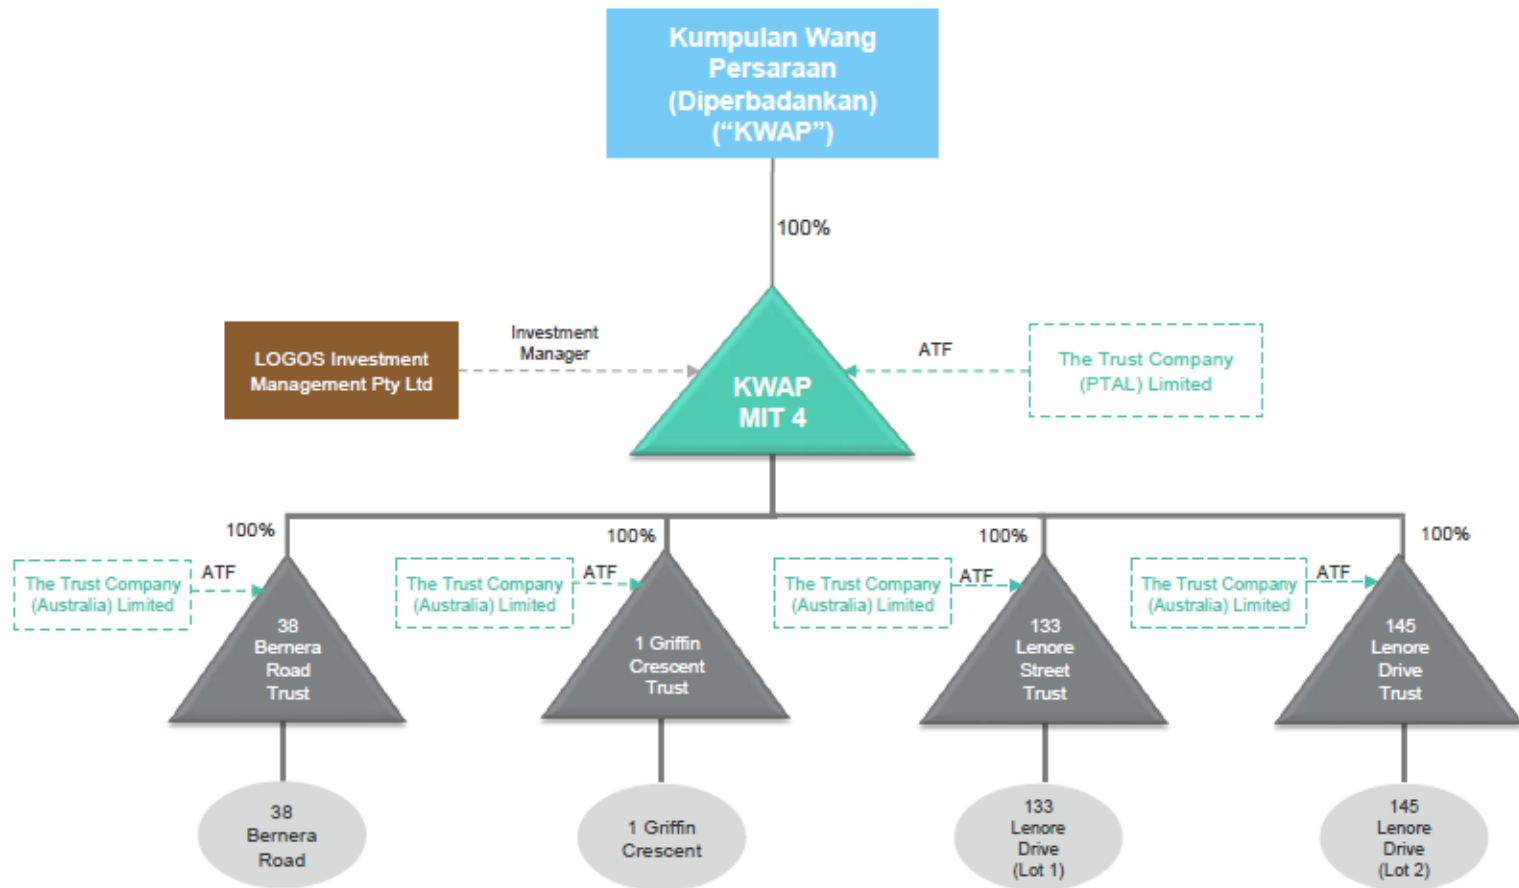 Kumpulan Wang
Persaraan
(Diperbadankan)
(“KWAP”)
100%
LOGOS Investment
Management Pty Ltd
Investment
Manager
KWAP
MIT 4
ATF
The Trust Company
(PTAL) Limited
100%
100%
100%
100%
The Trust Company
(Australia) Limited
ATF
38
Bernera
Road
Trust
The Trust Company
(Australia) Limited
ATF
1 Griffin
Crescent
Trust
The Trust Company
(Australia) Limited
ATF
133
Lenore
Street
Trust
The Trust Company
(Australia) Limited
ATF
145
Lenore
Drive
Trust
38
Bernera
Road
1 Griffin
Crescent
133
Lenore
Drive
(Lot 1)
145
Lenore
Drive
(Lot 2)